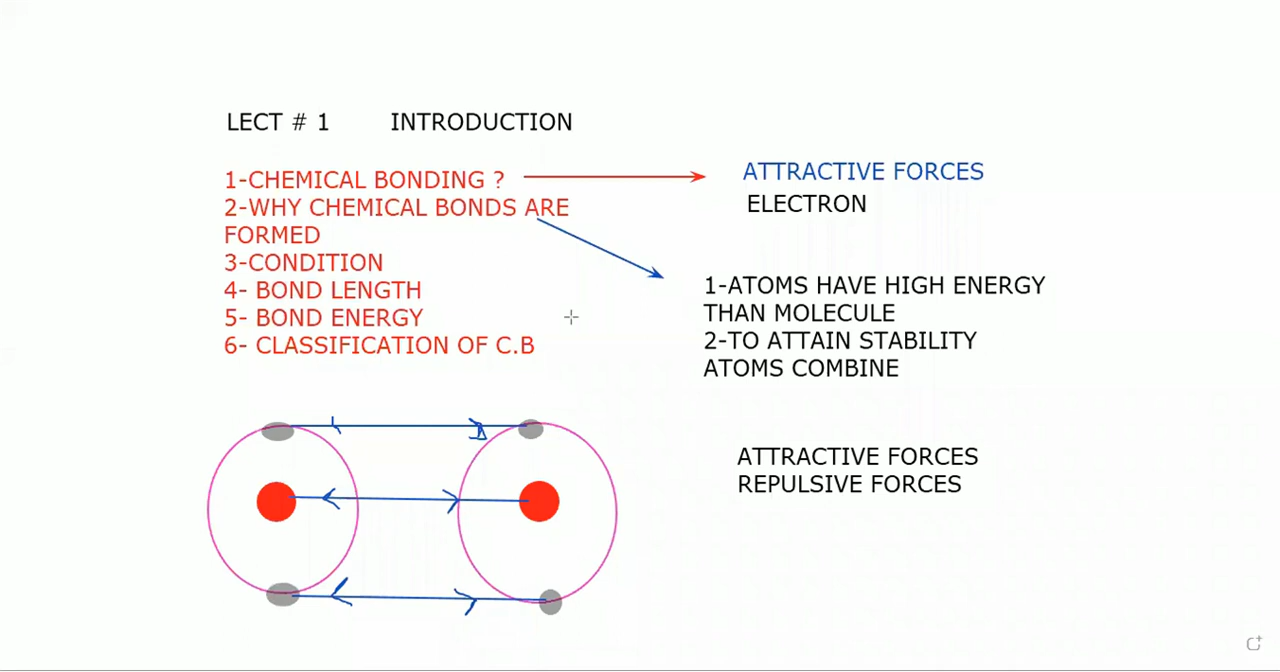 LECT # 1 INTRODUCTION
1-CHEMICAL BONDING ?
2-WHY CHEMICAL BONDS ARE
FORMED
3-CONDITION
4- BOND LENGTH
5- BOND ENERGY
6- CLASSIFICATION OF C.B
ATTRACTIVE FORCES
ELECTRON
1-ATOMS HAVE HIGH ENERGY
THAN MOLECULE
2-TO ATTAIN STABILITY
ATOMS COMBINE
ATTRACTIVE FORCES
REPULSIVE FORCES